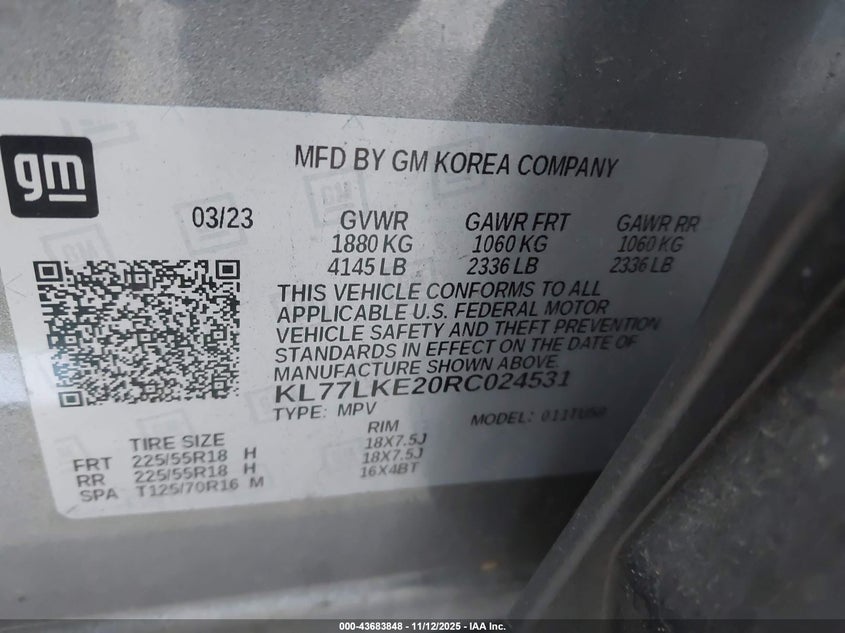 gm
MFD BY GM KOREA COMPANY
03/23 GVWR GAWR FRT GAWR RR
1880 KG 1060 KG 1060 KG
4145 LB 2336 LB 2336 LB
THIS VEHICLE CONFORMS TO ALL
APPLICABLE U.S. FEDERAL MOTOR
VEHICLE SAFETY AND THEFT PREVENTION
STANDARDS IN EFFECT ON THE DATE OF
MANUFACTURE SHOWN ABOVE.
KL77LKE20RC024531
TYPE: MPV MODEL:
TIRE SIZE RIM
FRT 225/55R18 H 18X7.5J
RR 225/55R18 H 18X7.5J
SPA T125/70R16 M 16X4BT
000-43683848 - 11/12/2025 - IAA Inc.